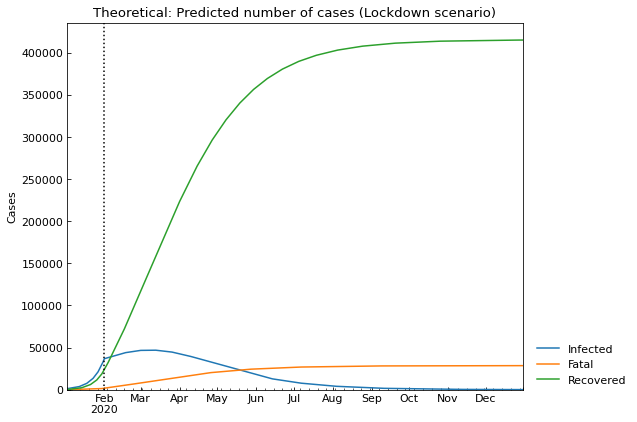 Theoretical: Predicted number of cases (Lockdown scenario)
400000
350000
300000
250000
200000
150000
100000
50000
0
Cases
Feb Mar Apr May Jun Jul Aug Sep Oct Nov Dec
2020
Infected
Fatal
Recovered